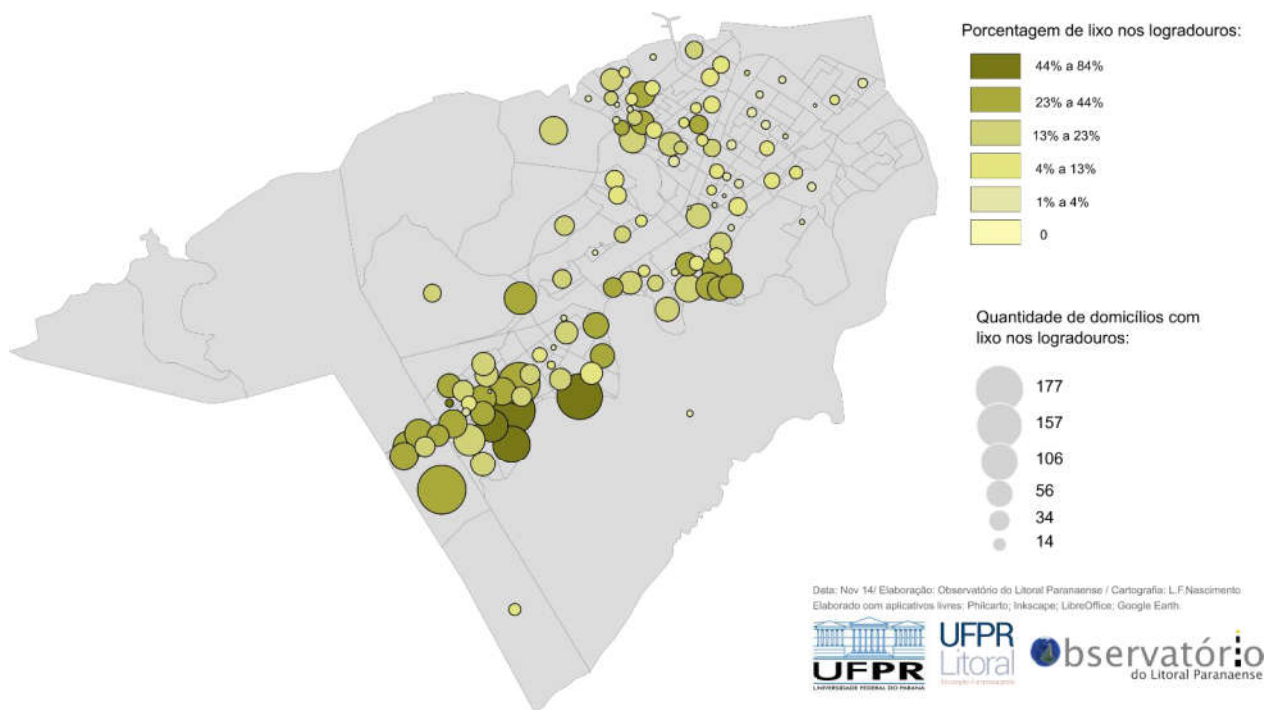 Porcentagem de lixo nos logradouros:
44% a 84%
23% a 44%
13% a 23%
4% a 13%
1% a 4%
0
Quantidade de domicílios com
lixo nos logradouros:
177
157
106
56
34
14
Data: Nov 14/ Elaboração: Observatório do Litoral Paranaense / Cartografia: L.F.Nascimento
Elaborado com aplicativos livres: Philcarto; Inkscape; LibreOffice; Google Earth.
UFPR
UNIVERSIDADE FEDERAL DO PARANÁ
UFPR
Litoral
Observatório
do Litoral Paranaense